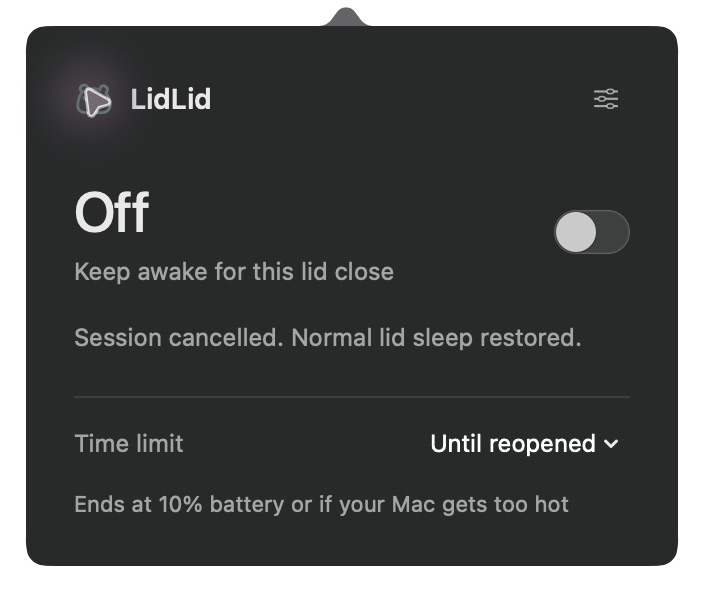 LidLid
Off
Keep awake for this lid close
Session cancelled. Normal lid sleep restored.
Time limit
Until reopened
Ends at 10% battery or if your Mac gets too hot